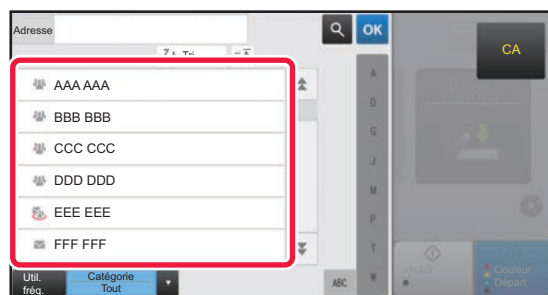 Adresse
OK
CA
Tri
AAA AAA
BBB BBB
CCC CCC
DDD DDD
EEE EEE
FFF FFF
A
D
G
J
M
P
T
W
ABC
Util.
fréq.
Catégorie
Tout
N&B
Couleur
Départ